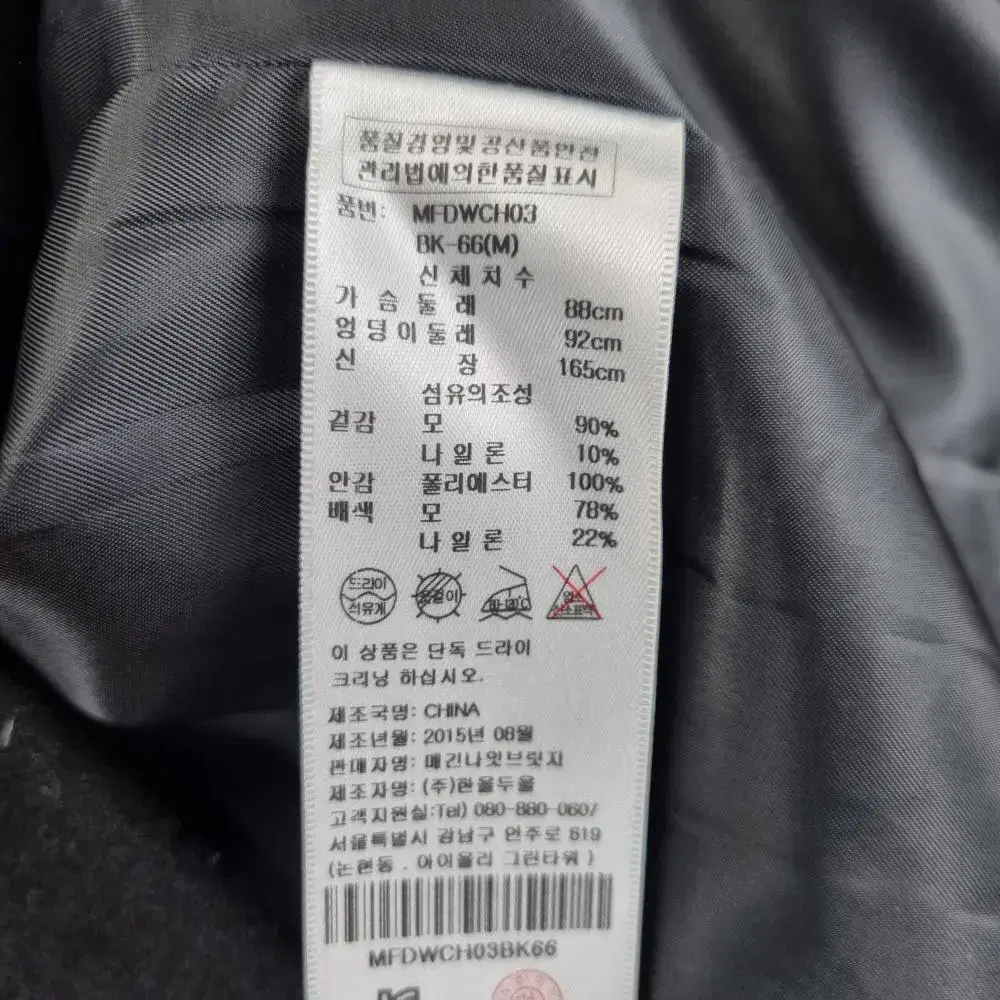 품질경영및공산품안전
관리법에의한품질표시
품번: MFDWCH03
BK-66(M)
신 체 치 수
가 슴 둘 레 88cm
엉 덩 이 둘 레 92cm
신 장 165cm
섬유의조성
겉감 모 90%
나 일 론 10%
안감 폴리에스터 100%
배색 모 78%
나 일 론 22%
드라이
석유계
옷걸이
이 상품은 단독 드라이
크리닝 하십시오.
제조국명: CHINA
제조년월: 2015년 08월
판매자명: 매긴나잇브릿지
제조자명: (주)한올두울
고객지원실:Tel) 080-880-0607
서울특별시 강남구 언주로 619
(논현동 . 아이올리 그린타워 )
MFDWCH03BK66